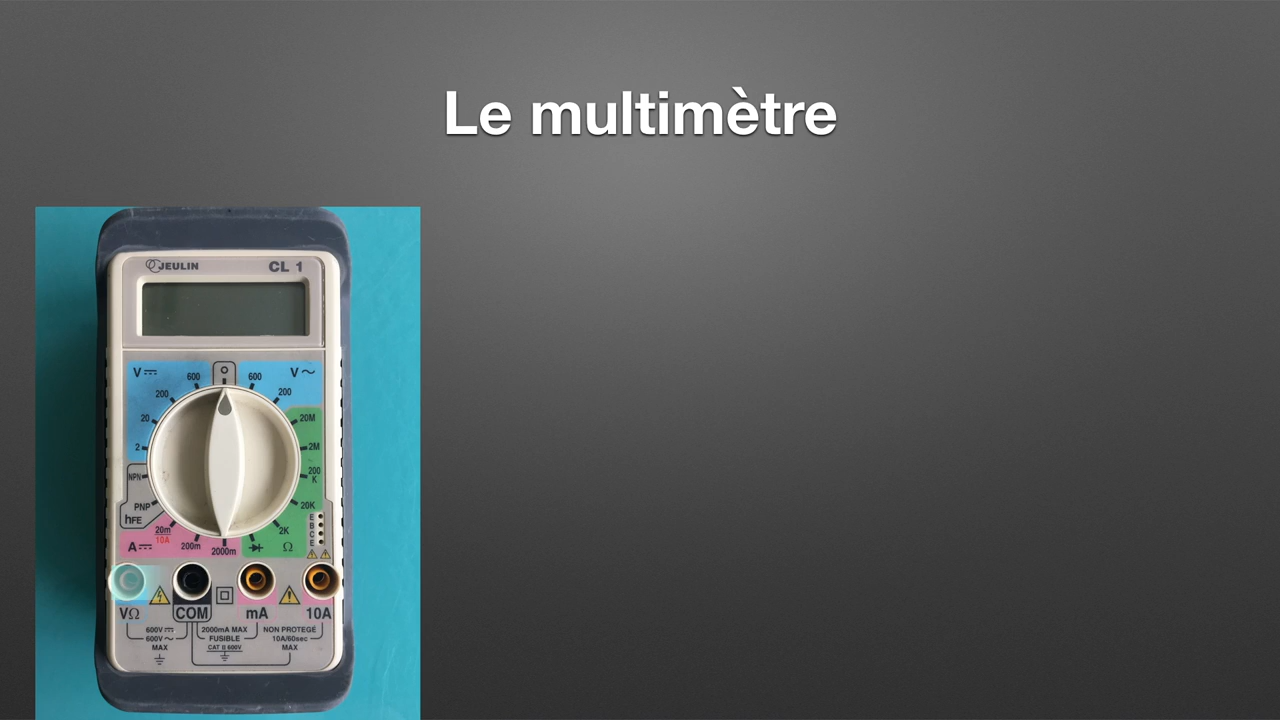 Le multimètre
JEULIN CL 1
V V
600 600
200 200
20 20M
2 2M
NPN 200
K
PNP 20K
hFE
20m 2K
10A
A 200m 2000m Ω
E
B
C
E
VΩ COM mA 10A
600V 2000mA MAX NON PROTEGÉ
600V FUSIBLE 10A/60sec
MAX CAT II 600V MAX